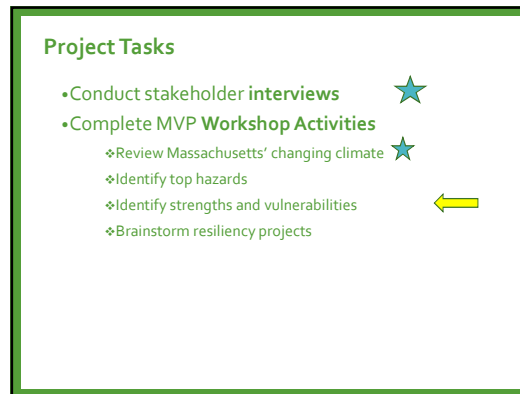 Project Tasks
•Conduct stakeholder interviews
•Complete MVP Workshop Activities
❖Review Massachusetts' changing climate
❖Identify top hazards
❖Identify strengths and vulnerabilities
❖Brainstorm resiliency projects